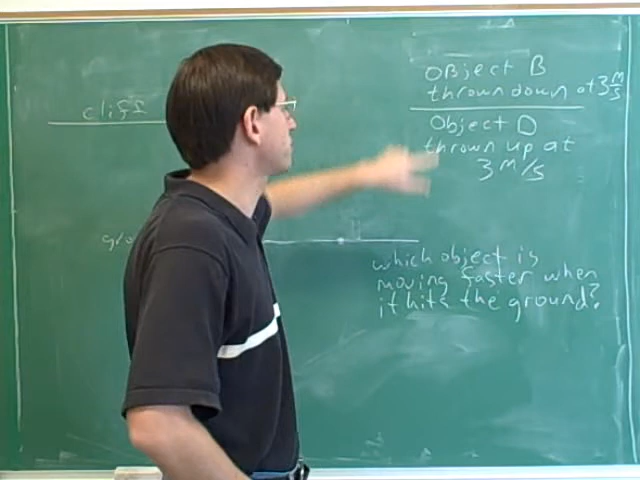 cliff
Object B
thrown down at 3 m/s
Object D
thrown up at
3 m/s
which object is
moving faster when
it hits the ground?